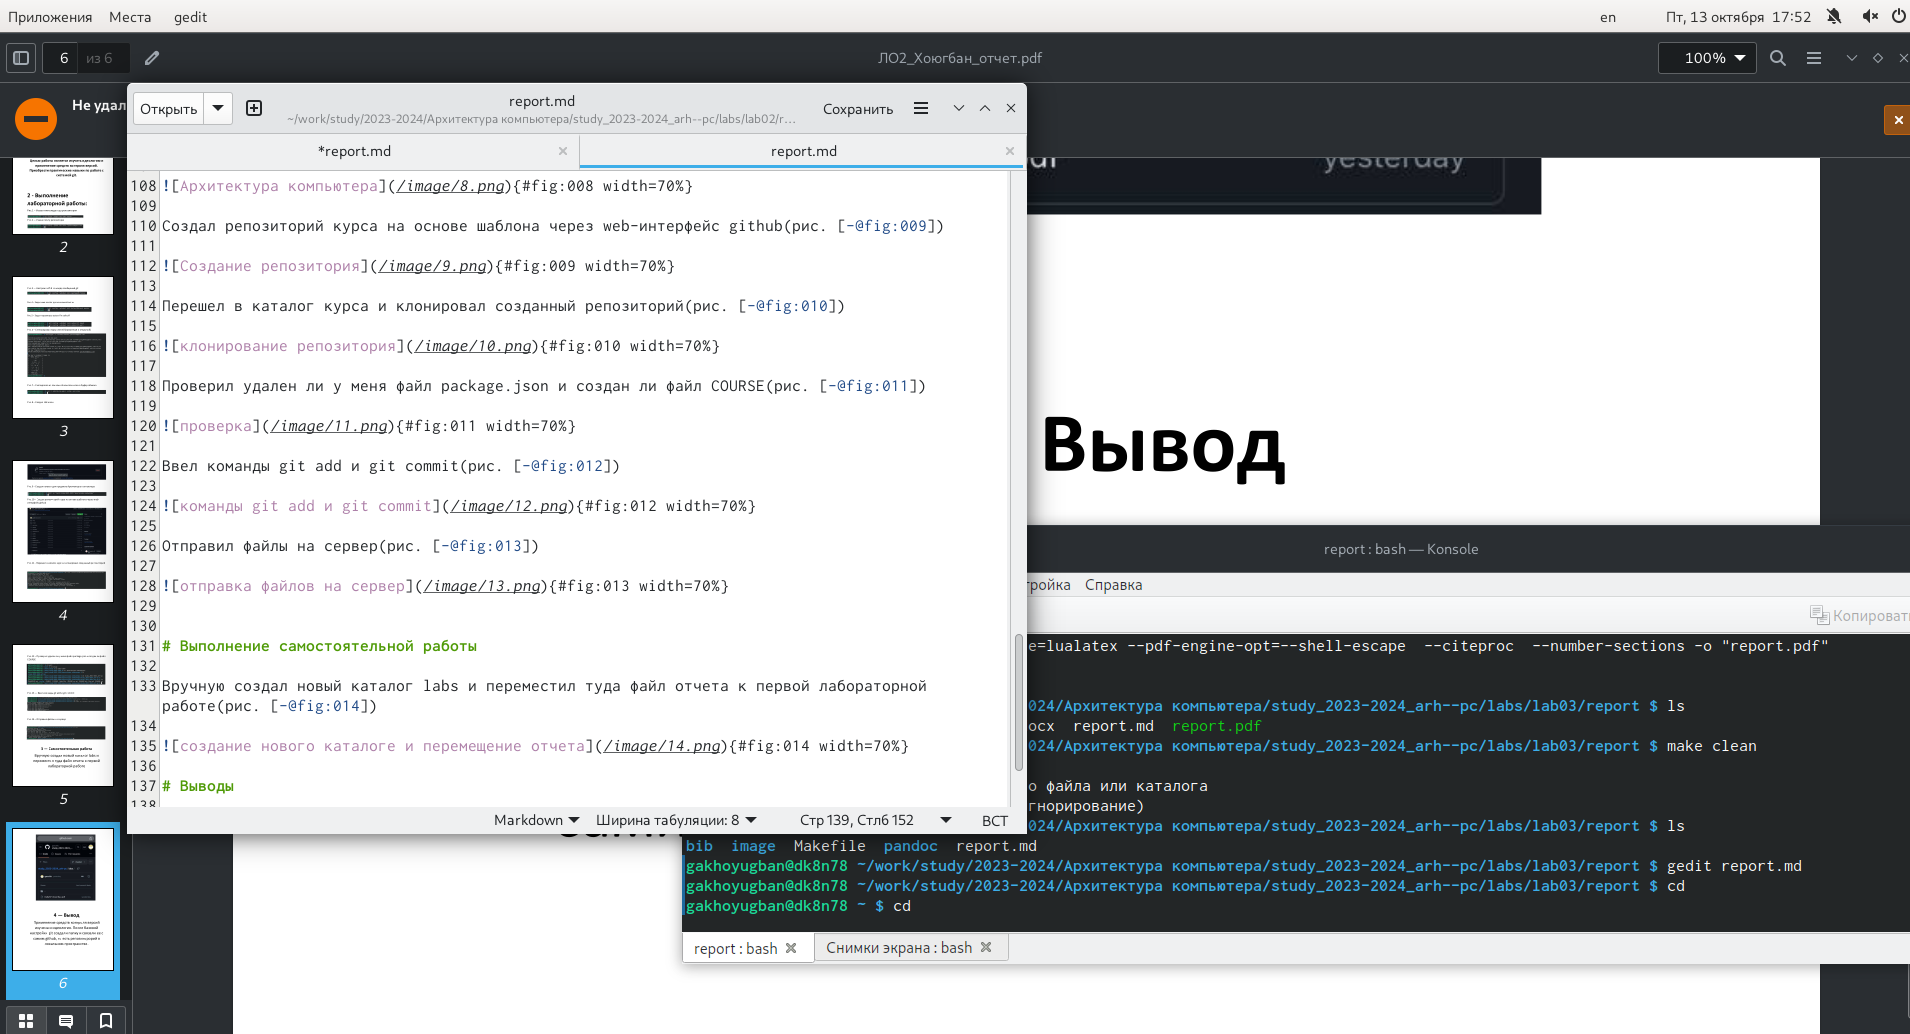 Приложения Места gedit en Пт, 13 октября 17:52
6 из 6 ЛО2_Хоюгбан_отчет.pdf 100%
Не удал
Открыть report.md Сохранить
~/work/study/2023-2024/Архитектура компьютера/study_2023-2024_arh--pc/labs/lab02/r…
*report.md report.md
108 ![Архитектура компьютера](/image/8.png){#fig:008 width=70%}
109
110 Создал репозиторий курса на основе шаблона через web-интерфейс github(рис. [-@fig:009])
111
112 ![Создание репозитория](/image/9.png){#fig:009 width=70%}
113
114 Перешел в каталог курса и клонировал созданный репозиторий(рис. [-@fig:010])
115
116 ![клонирование репозитория](/image/10.png){#fig:010 width=70%}
117
118 Проверил удален ли у меня файл package.json и создан ли файл COURSE(рис. [-@fig:011])
119
120 ![проверка](/image/11.png){#fig:011 width=70%}
121
122 Ввел команды git add и git commit(рис. [-@fig:012])
123
124 ![команды git add и git commit](/image/12.png){#fig:012 width=70%}
125
126 Отправил файлы на сервер(рис. [-@fig:013])
127
128 ![отправка файлов на сервер](/image/13.png){#fig:013 width=70%}
129
130
131 # Выполнение самостоятельной работы
132
133 Вручную создал новый каталог labs и переместил туда файл отчета к первой лабораторной
работе(рис. [-@fig:014])
134
135 ![создание нового каталоге и перемещение отчета](/image/14.png){#fig:014 width=70%}
136
137 # Выводы
138
Markdown Ширина табуляции: 8 Стр 139, Стлб 152 ВСТ
2 - Выполнение
лабораторной работы:
2
3
4
5
4 — Вывод
6
df yesterday
Вывод
report : bash — Konsole
тройка Справка
Копироват
e=lualatex --pdf-engine-opt=--shell-escape --citeproc --number-sections -o "report.pdf"
024/Архитектура компьютера/study_2023-2024_arh--pc/labs/lab03/report $ ls
ocx report.md report.pdf
024/Архитектура компьютера/study_2023-2024_arh--pc/labs/lab03/report $ make clean
о файла или каталога
гнорирование)
024/Архитектура компьютера/study_2023-2024_arh--pc/labs/lab03/report $ ls
bib image Makefile pandoc report.md
gakhoyugban@dk8n78 ~/work/study/2023-2024/Архитектура компьютера/study_2023-2024_arh--pc/labs/lab03/report $ gedit report.md
gakhoyugban@dk8n78 ~/work/study/2023-2024/Архитектура компьютера/study_2023-2024_arh--pc/labs/lab03/report $ cd
gakhoyugban@dk8n78 ~ $ cd
report : bash Снимки экрана : bash